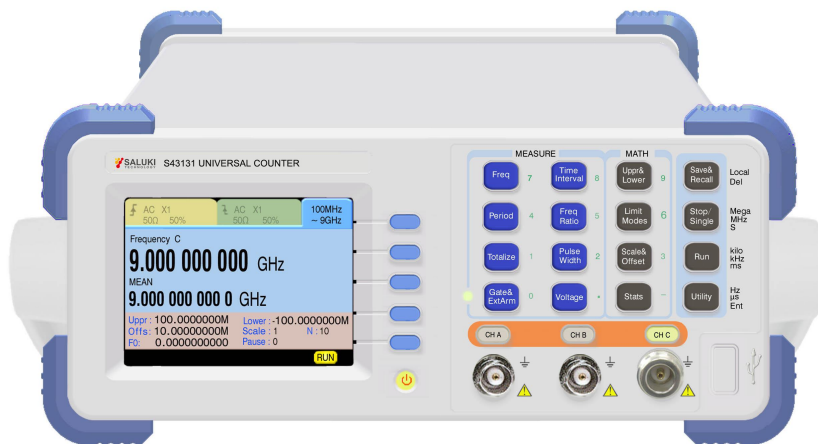 SALUKI
TECHNOLOGY
S43131 UNIVERSAL COUNTER
AC X1
50Ω 50%
AC X1
50Ω 50%
100MHz
~ 9GHz
Frequency C
9.000 000 000 GHz
MEAN
9.000 000 000 0 GHz
Uppr: 100.0000000M Lower: -100.0000000M
Offs: 10.0000000M Scale: 1 N: 10
F0: 0.0000000000 Pause: 0
RUN
MEASURE
MATH
Freq 7
Time Interval 8
Uppr& Lower 9
Save& Recall
Local
Del
Period 4
Freq Ratio 5
Limit Modes 6
Stop/ Single
Mega
MHz
S
Totalize 1
Pulse Width 2
Scale& Offset 3
Run
kilo
kHz
ms
Gate& ExtArm 0
Voltage •
Stats −
Utility
Hz
µs
Ent
CH A
CH B
CH C